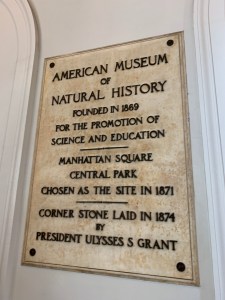 AMERICAN MUSEUM
OF
NATURAL HISTORY
FOUNDED IN 1869
FOR THE PROMOTION OF
SCIENCE AND EDUCATION
MANHATTAN SQUARE
CENTRAL PARK
CHOSEN AS THE SITE IN 1871
CORNER STONE LAID IN 1874
BY
PRESIDENT ULYSSES S GRANT